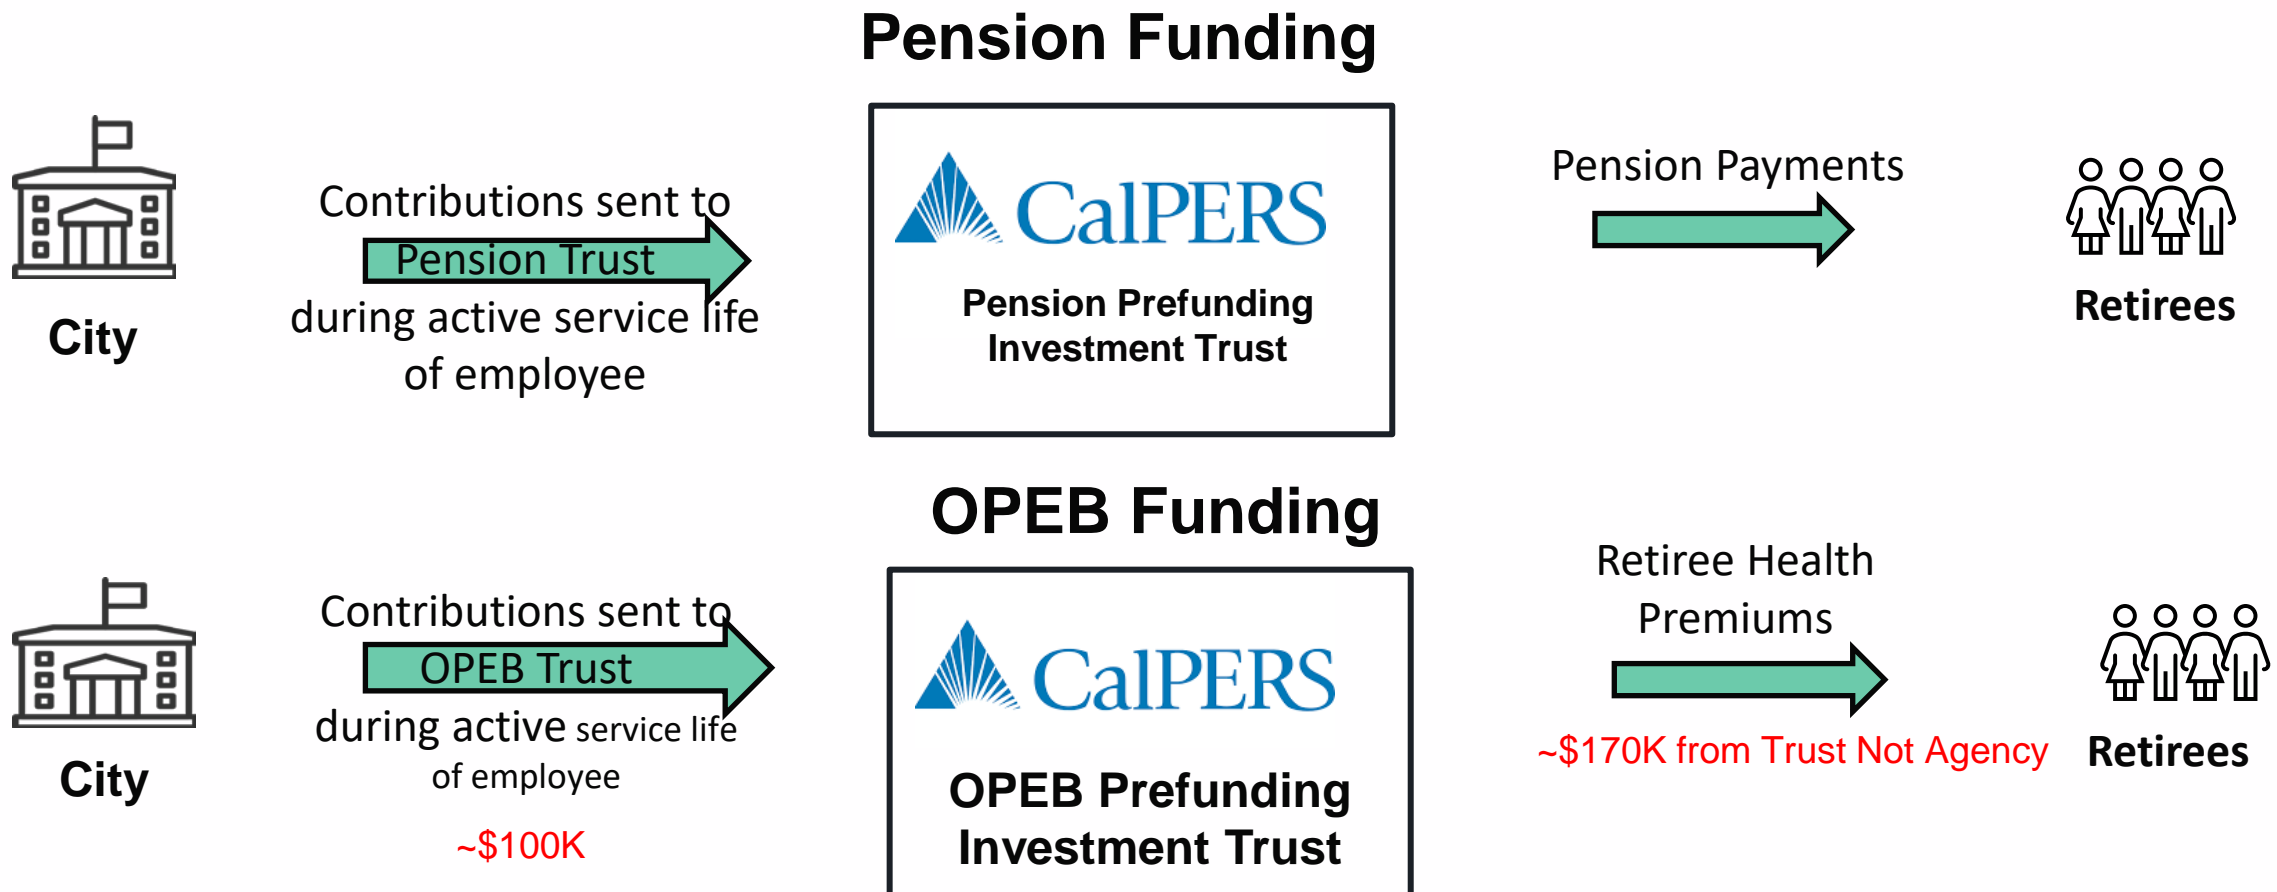 Pension Funding
City
Contributions sent to
Pension Trust
during active service life
of employee
CalPERS
Pension Prefunding
Investment Trust
Pension Payments
Retirees
OPEB Funding
City
Contributions sent to
OPEB Trust
during active service life
of employee
~$100K
CalPERS
OPEB Prefunding
Investment Trust
Retiree Health
Premiums
~$170K from Trust Not Agency
Retirees